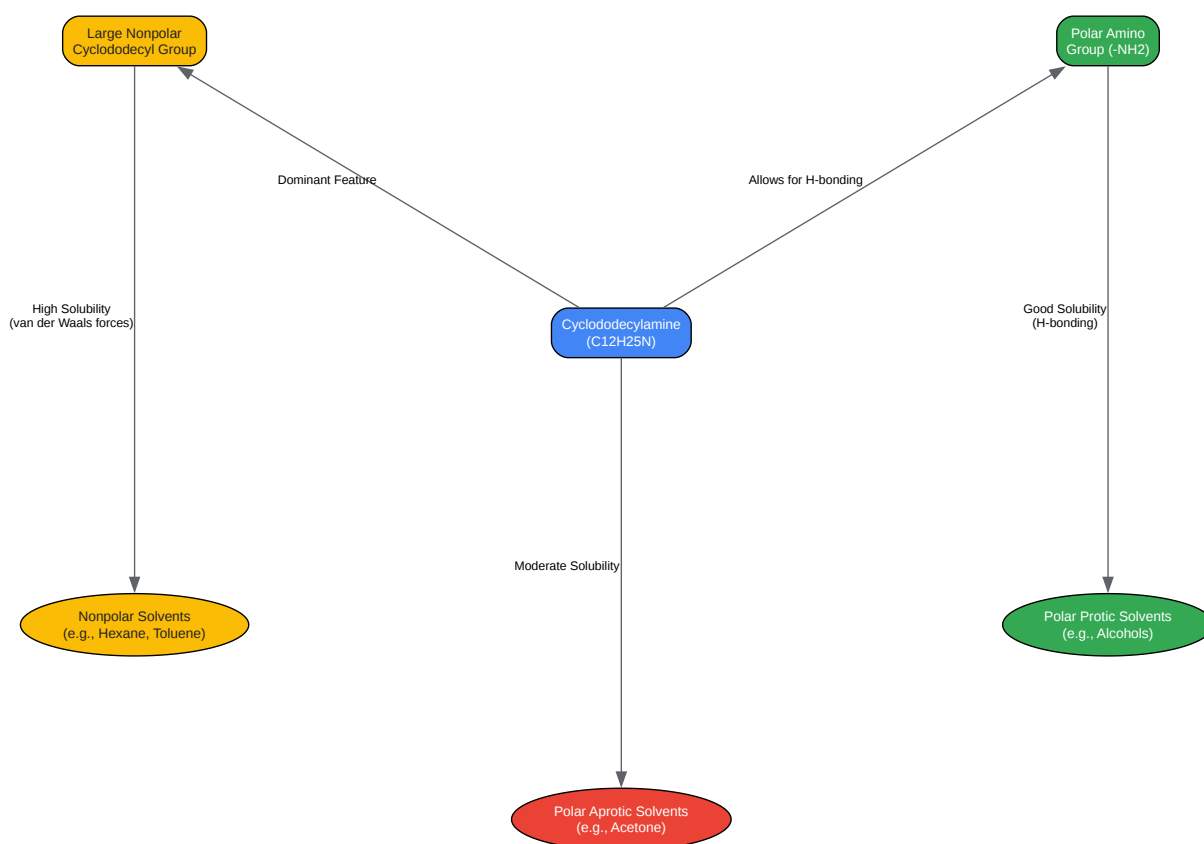 Large Nonpolar
Cyclododecyl Group
Polar Amino
Group (-NH2)
Dominant Feature
Allows for H-bonding
High Solubility
(van der Waals forces)
Good Solubility
(H-bonding)
Cyclododecylamine
(C12H25N)
Moderate Solubility
Nonpolar Solvents
(e.g., Hexane, Toluene)
Polar Protic Solvents
(e.g., Alcohols)
Polar Aprotic Solvents
(e.g., Acetone)